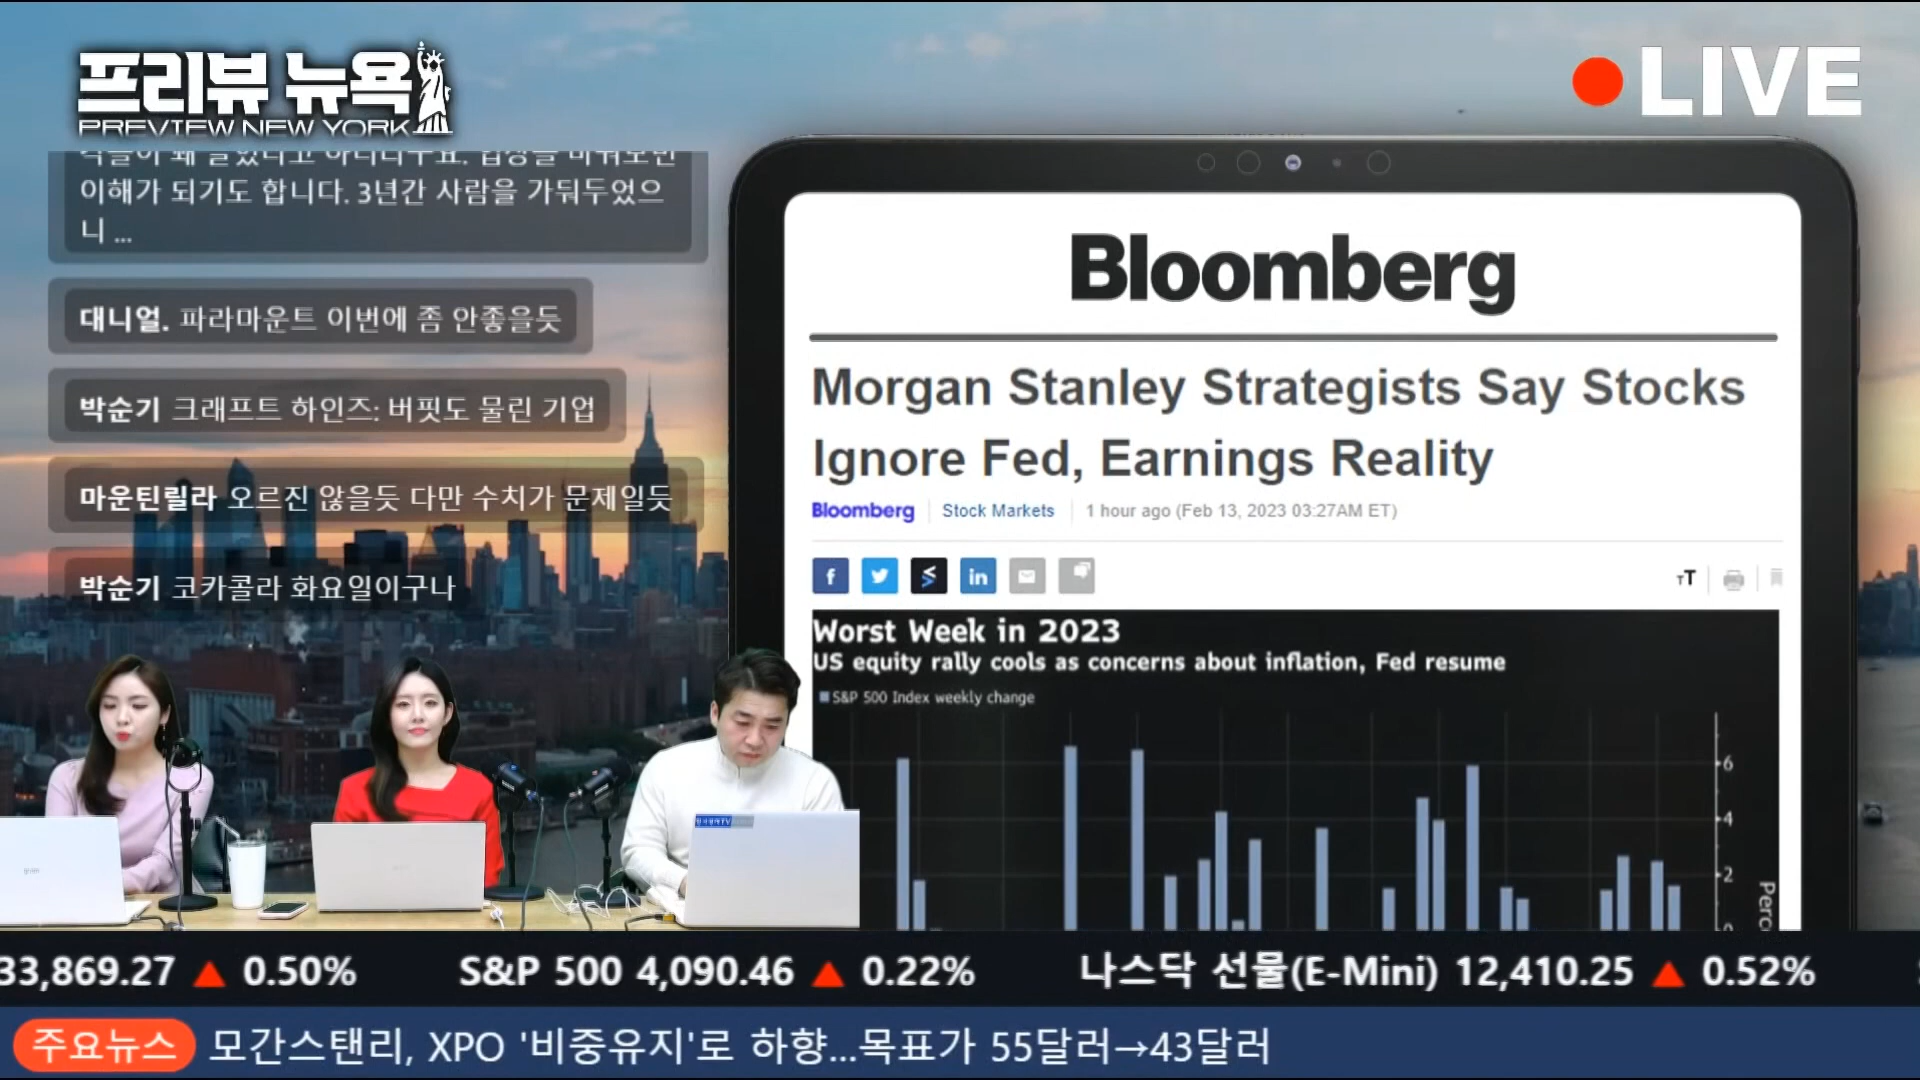 프리뷰 뉴욕
PREVIEW NEW YORK
LIVE
이해가 되기도 합니다. 3년간 사람을 가둬두었으
니 ...
대니얼. 파라마운트 이번에 좀 안좋을듯
박순기 크래프트 하인즈: 버핏도 물린 기업
마운틴릴라 오르진 않을듯 다만 수치가 문제일듯
박순기 코카콜라 화요일이구나
Bloomberg
Morgan Stanley Strategists Say Stocks
Ignore Fed, Earnings Reality
Bloomberg Stock Markets 1 hour ago (Feb 13, 2023 03:27AM ET)
Worst Week in 2023
US equity rally cools as concerns about inflation, Fed resume
S&P 500 Index weekly change
6
4
2
0
33,869.27 ▲ 0.50% S&P 500 4,090.46 ▲ 0.22% 나스닥 선물(E-Mini) 12,410.25 ▲ 0.52%
주요뉴스 모간스탠리, XPO '비중유지'로 하향...목표가 55달러→43달러